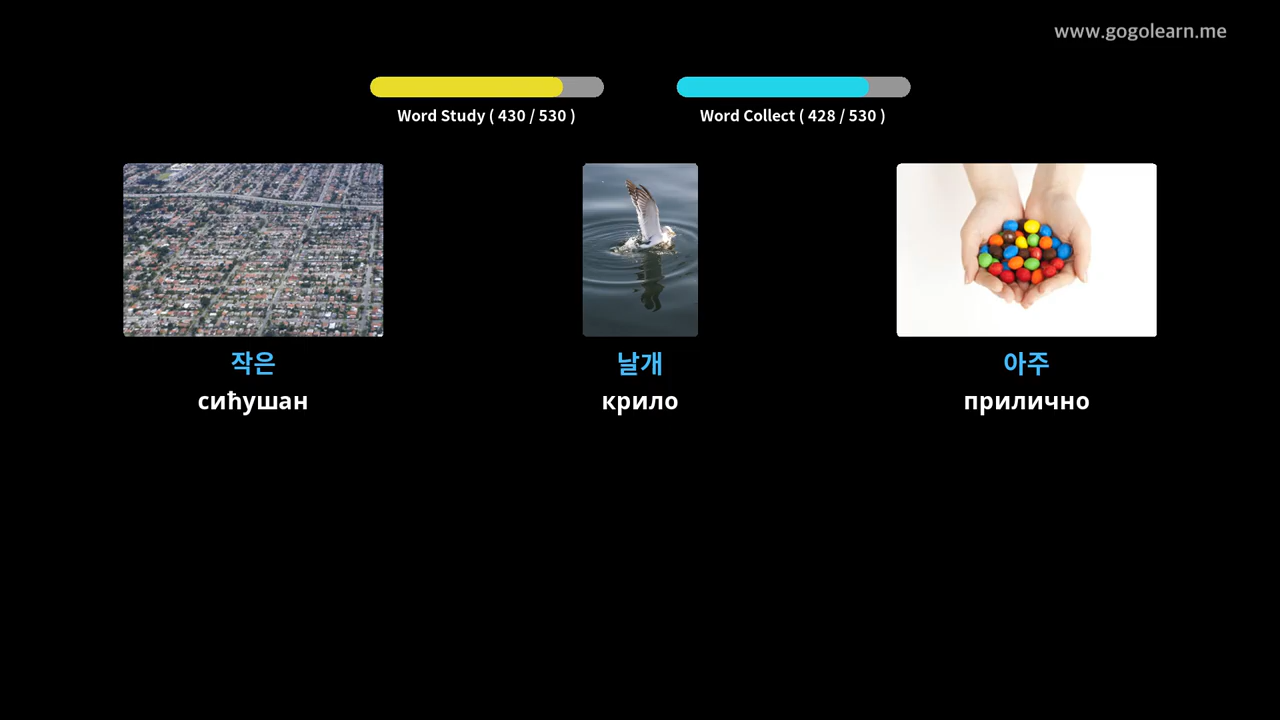 www.gogolearn.me
Word Study ( 430 / 530 )
Word Collect ( 428 / 530 )
작은
날개
아주
сићушан
крило
прилично